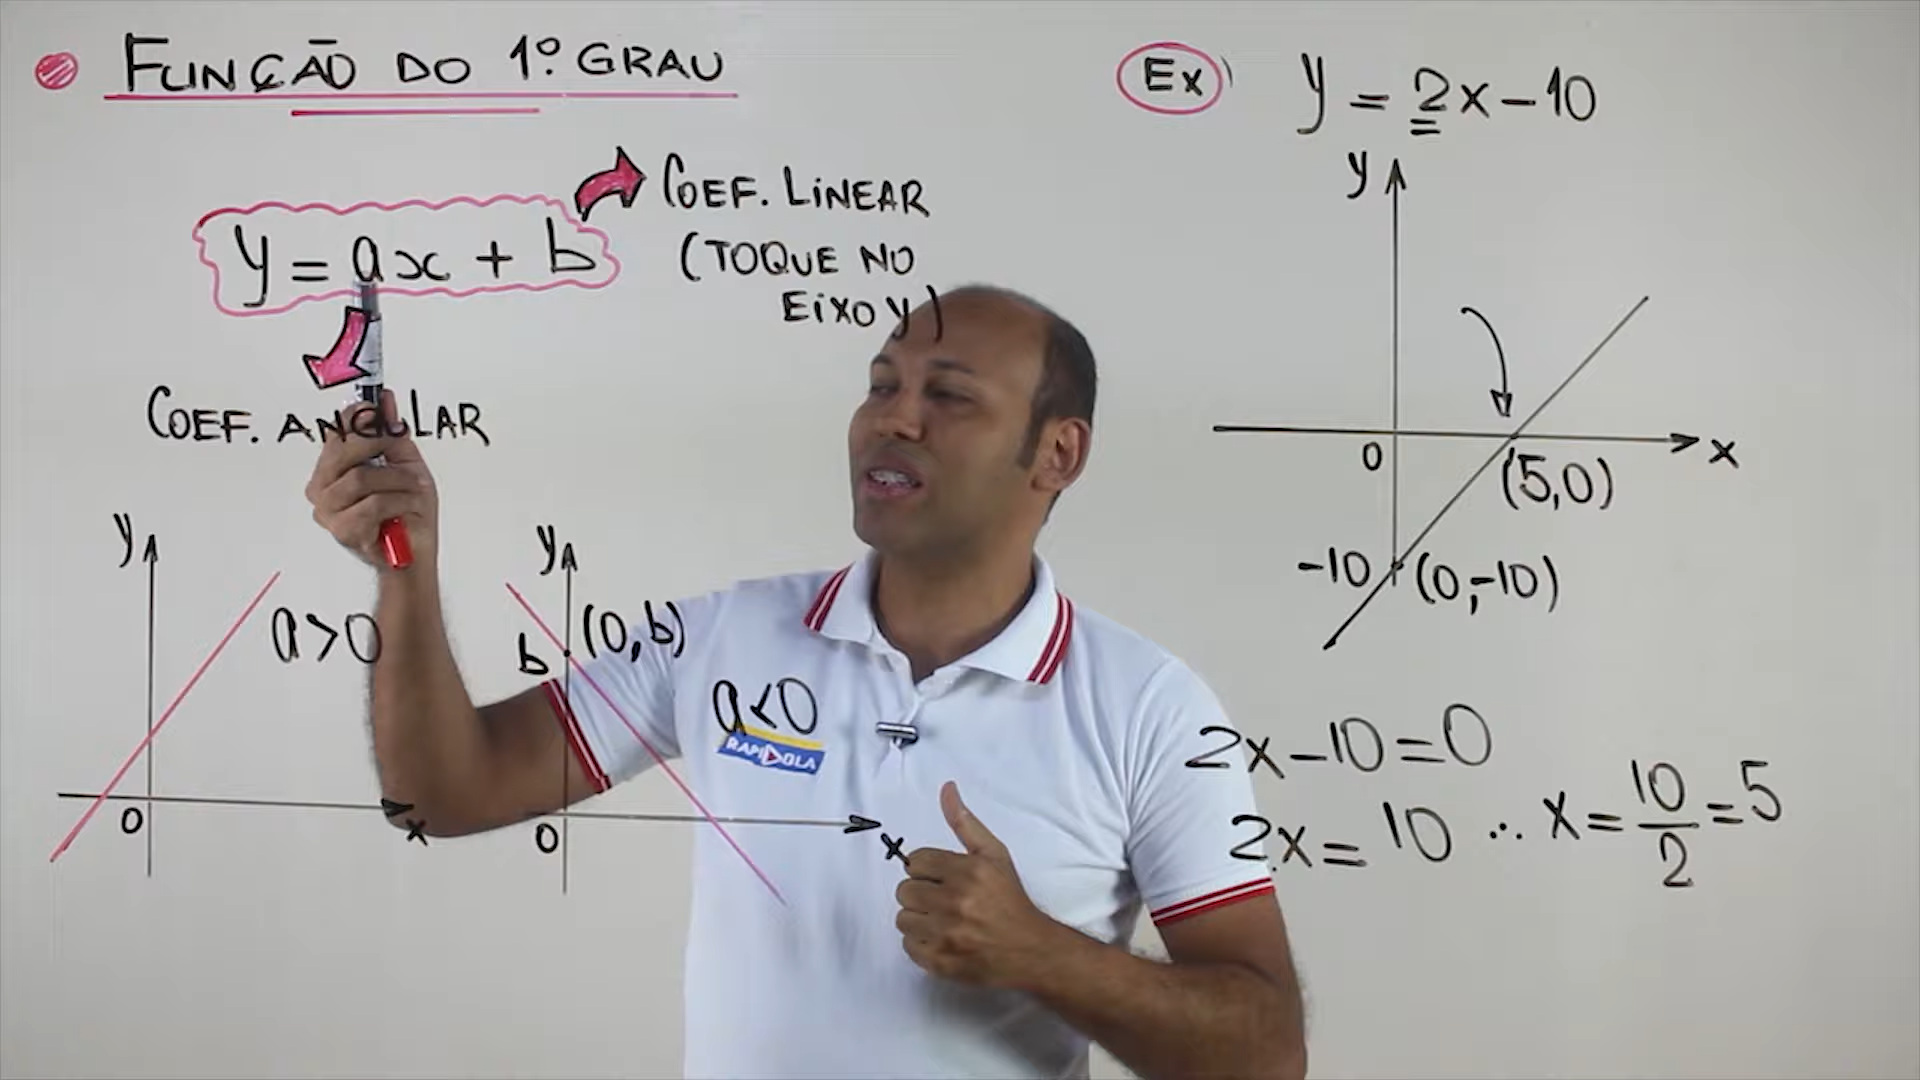 FUNÇÃO DO 1º GRAU
y = ax + b
COEF. LINEAR
(TOQUE NO
EIXO y)
COEF. ANGULAR
y
a>0
0
x
y
b
(0,b)
a<0
0
x
RAPIDOLA
Ex)
y = 2x-10
y
0
x
(5,0)
-10
(0,-10)
2x-10=0
2x= 10 ∴ x= 10/2 =5